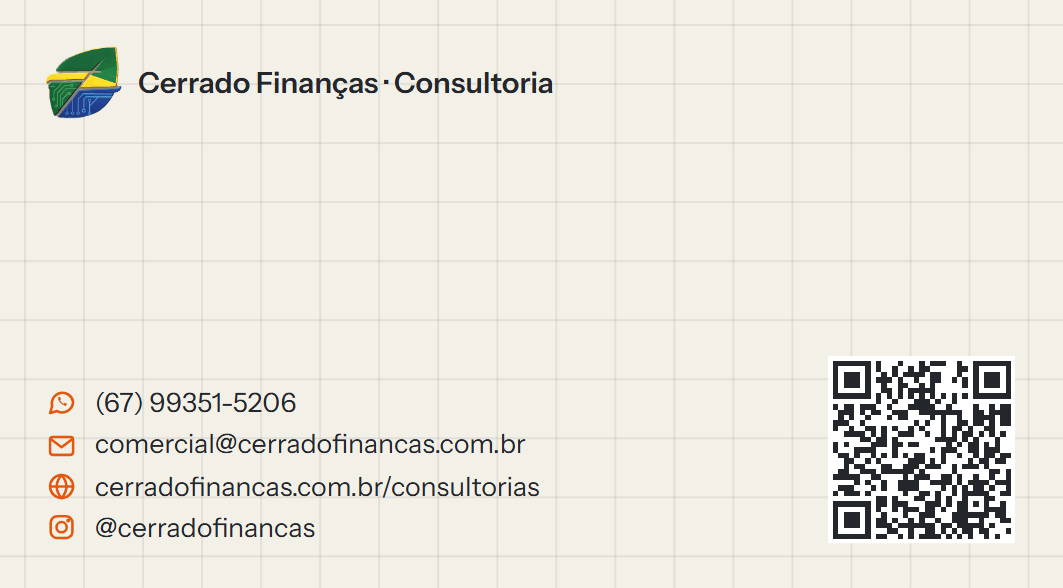 Cerrado Finanças · Consultoria
(67) 99351-5206
comercial@cerradofinancas.com.br
cerradofinancas.com.br/consultorias
@cerradofinancas